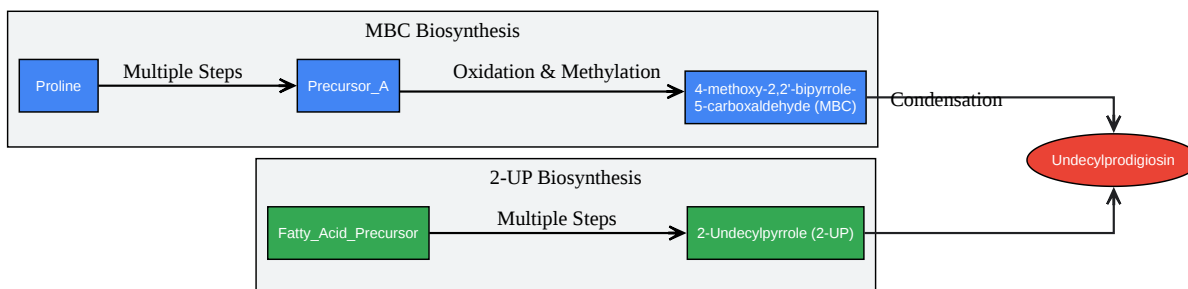 MBC Biosynthesis
Proline
Multiple Steps
Precursor_A
Oxidation & Methylation
4-methoxy-2,2'-bipyrrole-
5-carboxaldehyde (MBC)
Condensation
Undecylprodigiosin
2-UP Biosynthesis
Fatty_Acid_Precursor
Multiple Steps
2-Undecylpyrrole (2-UP)